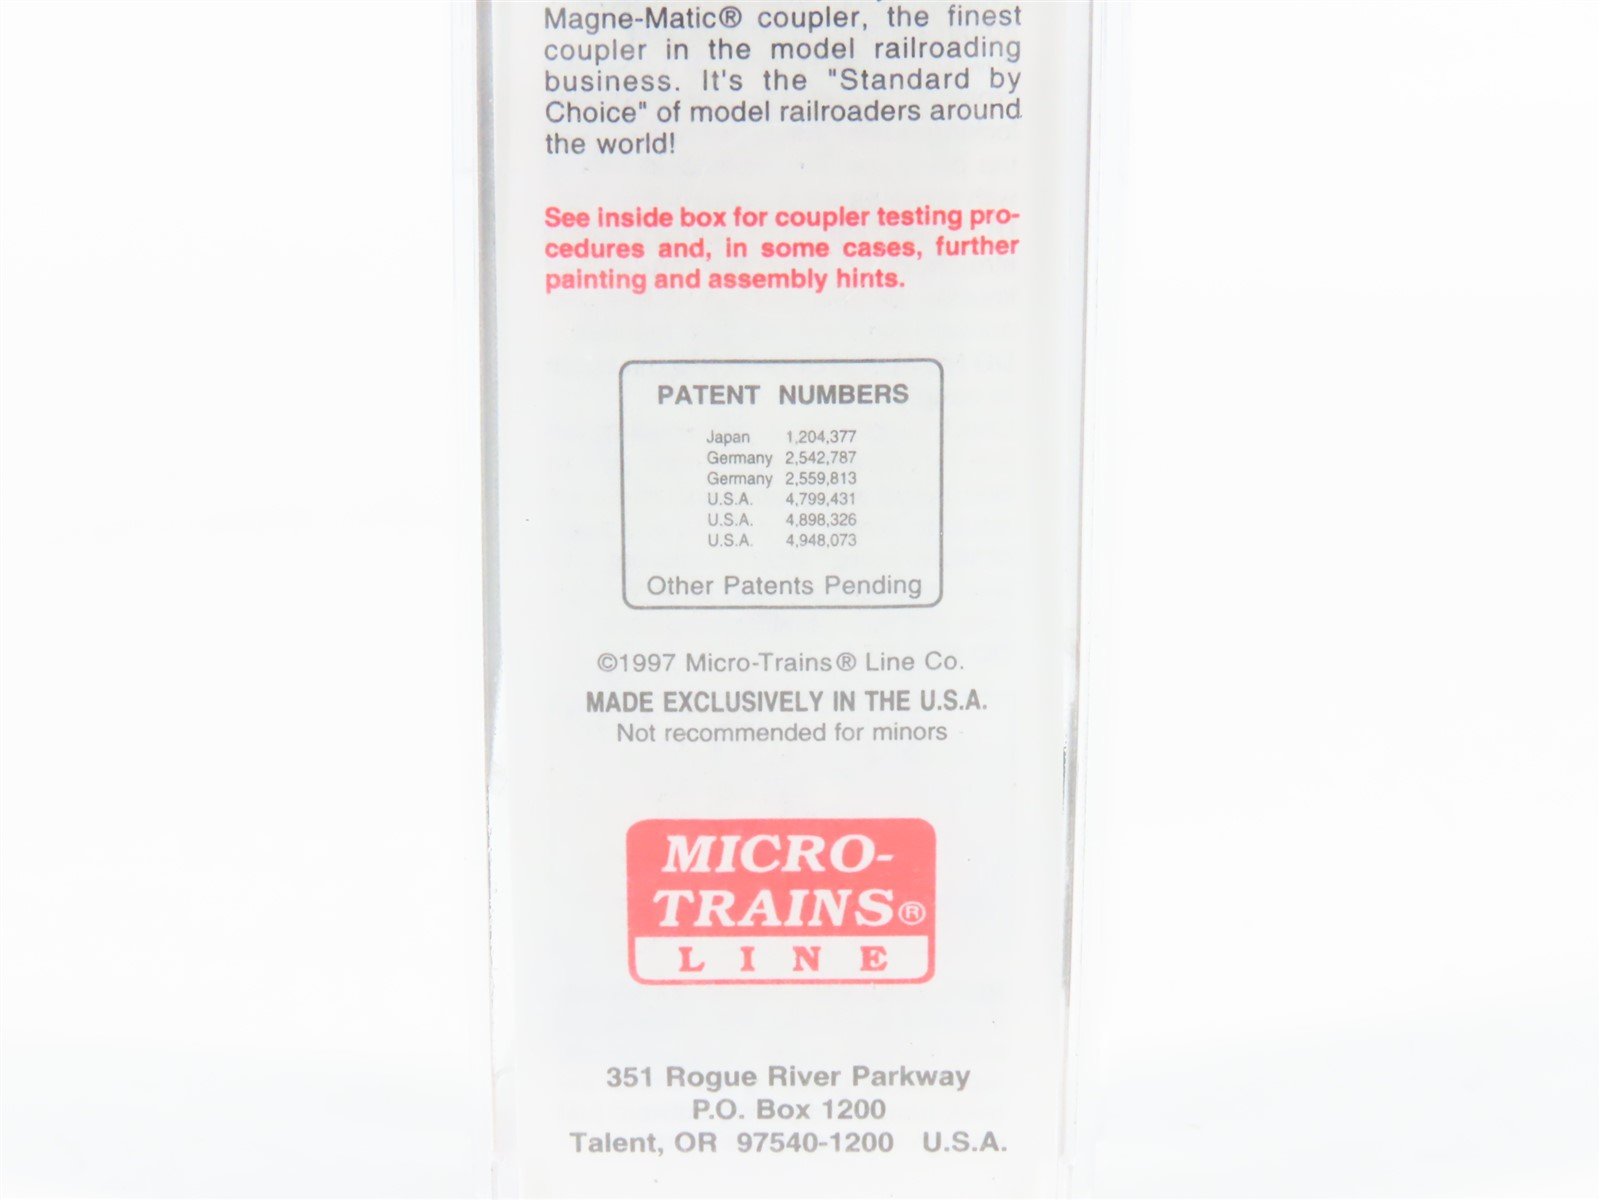 Magne-Matic® coupler, the finest
coupler in the model railroading
business. It's the "Standard by
Choice" of model railroaders around
the world!
See inside box for coupler testing pro-
cedures and, in some cases, further
painting and assembly hints.
PATENT NUMBERS
Japan 1,204,377
Germany 2,542,787
Germany 2,559,813
U.S.A. 4,799,431
U.S.A. 4,898,326
U.S.A. 4,948,073
Other Patents Pending
©1997 Micro-Trains® Line Co.
MADE EXCLUSIVELY IN THE U.S.A.
Not recommended for minors
MICRO-
TRAINS®
LINE
351 Rogue River Parkway
P.O. Box 1200
Talent, OR 97540-1200 U.S.A.